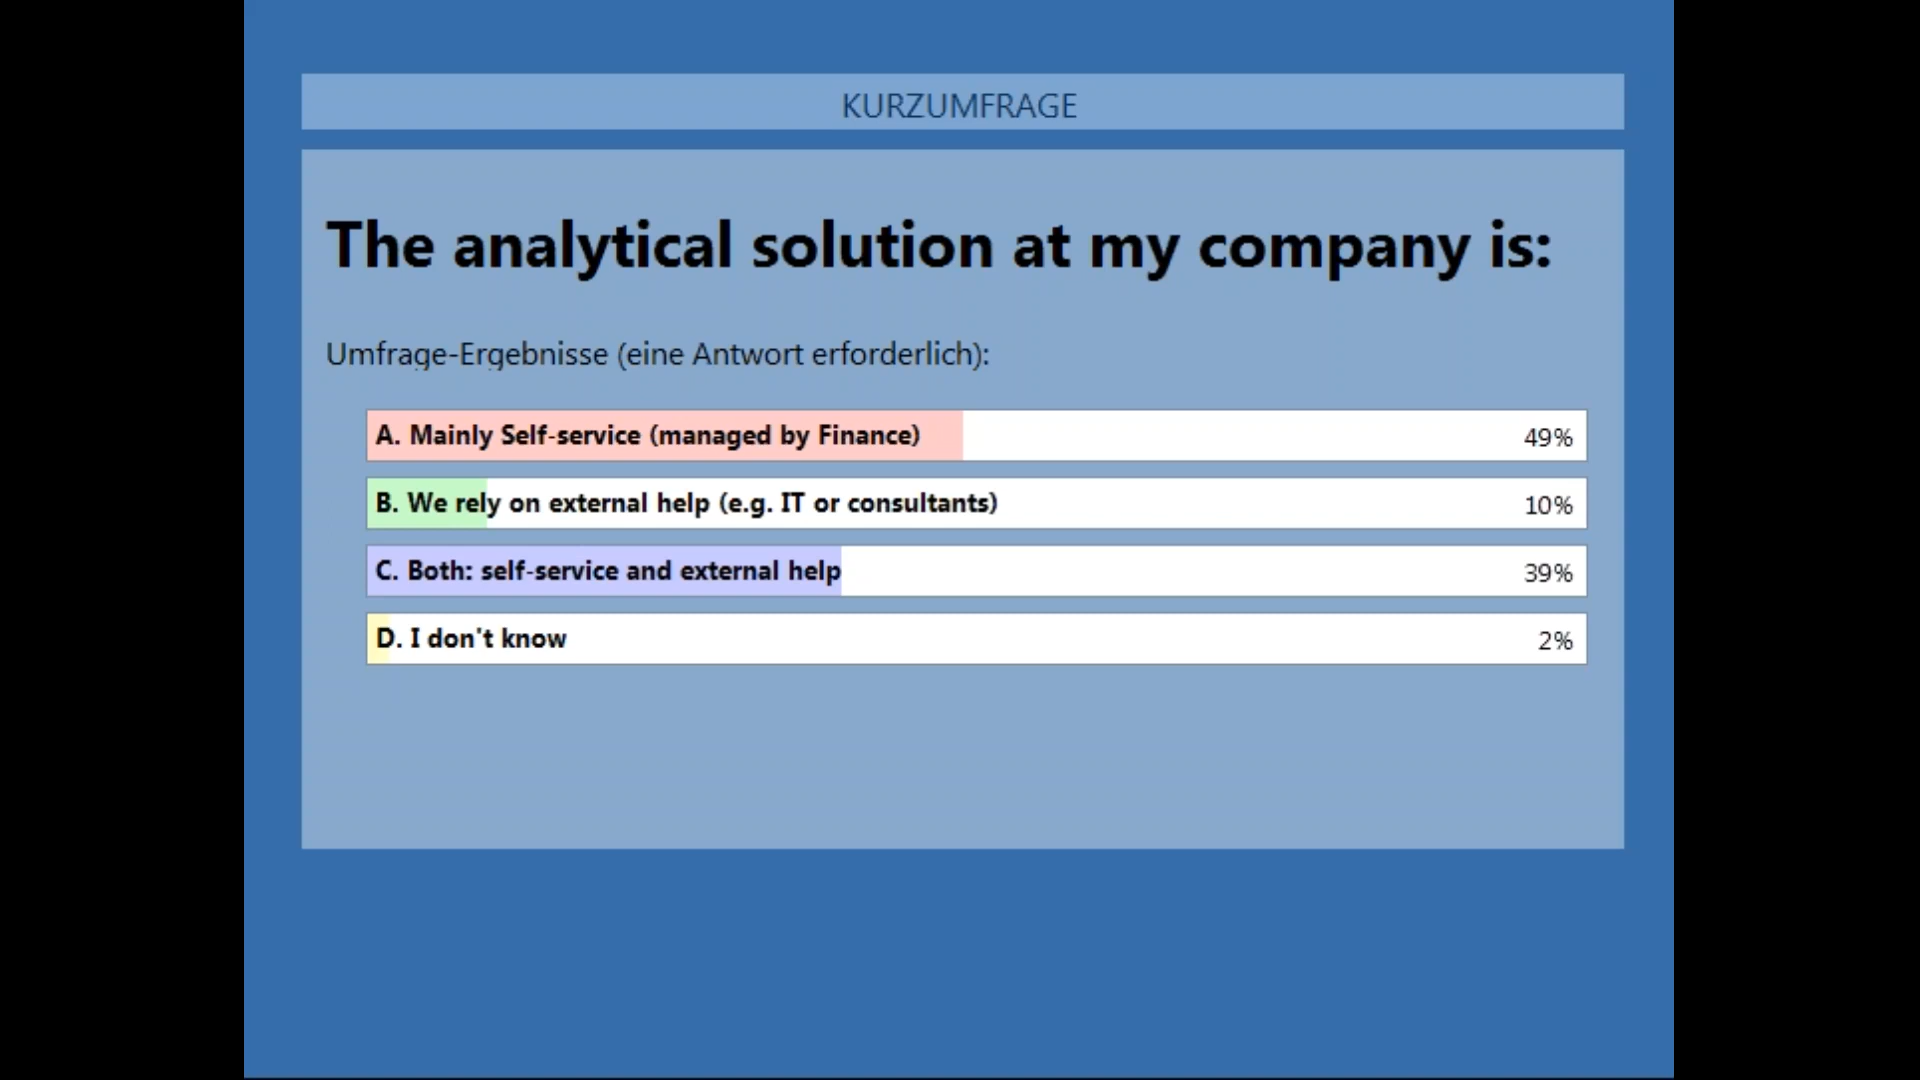 KURZUMFRAGE
The analytical solution at my company is:
Umfrage-Ergebnisse (eine Antwort erforderlich):
A. Mainly Self-service (managed by Finance) 49%
B. We rely on external help (e.g. IT or consultants) 10%
C. Both: self-service and external help 39%
D. I don't know 2%